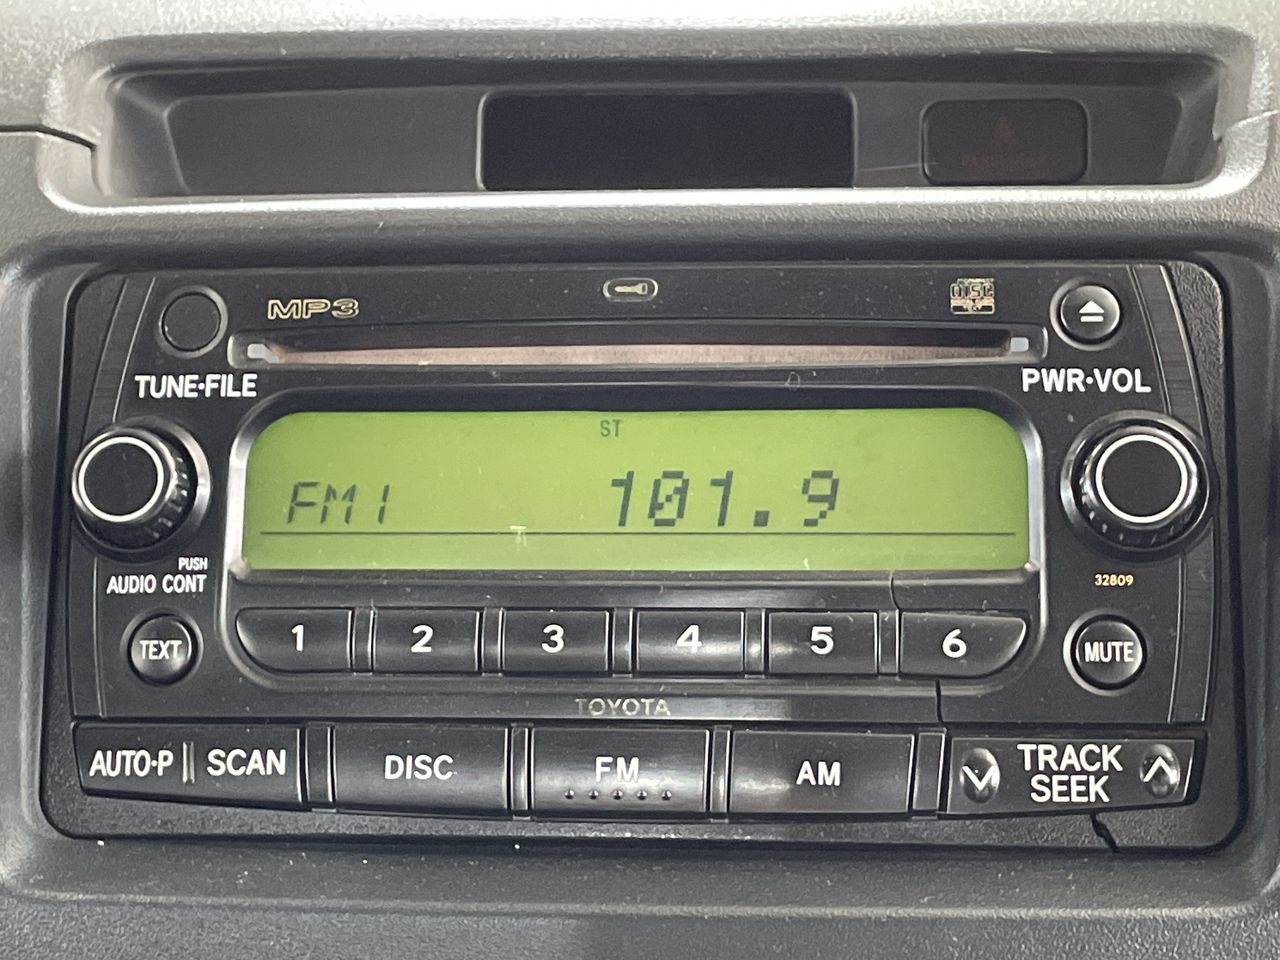 MP3
DISC
TUNE•FILE
PWR•VOL
ST
FM1 101.9
PUSH
AUDIO CONT
32809
1 2 3 4 5 6
TEXT
MUTE
TOYOTA
AUTO•P SCAN DISC FM AM TRACK
SEEK